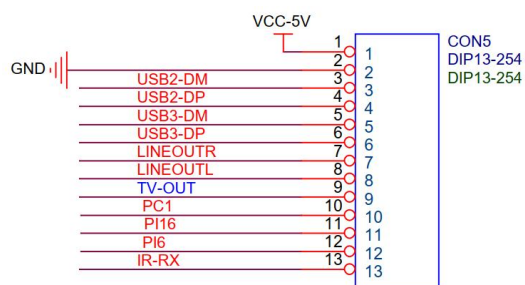 VCC-5V
CON5
DIP13-254
DIP13-254
GND
1 1
2 2
USB2-DM 3 3
USB2-DP 4 4
USB3-DM 5 5
USB3-DP 6 6
LINEOUTR 7 7
LINEOUTL 8 8
TV-OUT 9 9
PC1 10 10
PI16 11 11
PI6 12 12
IR-RX 13 13